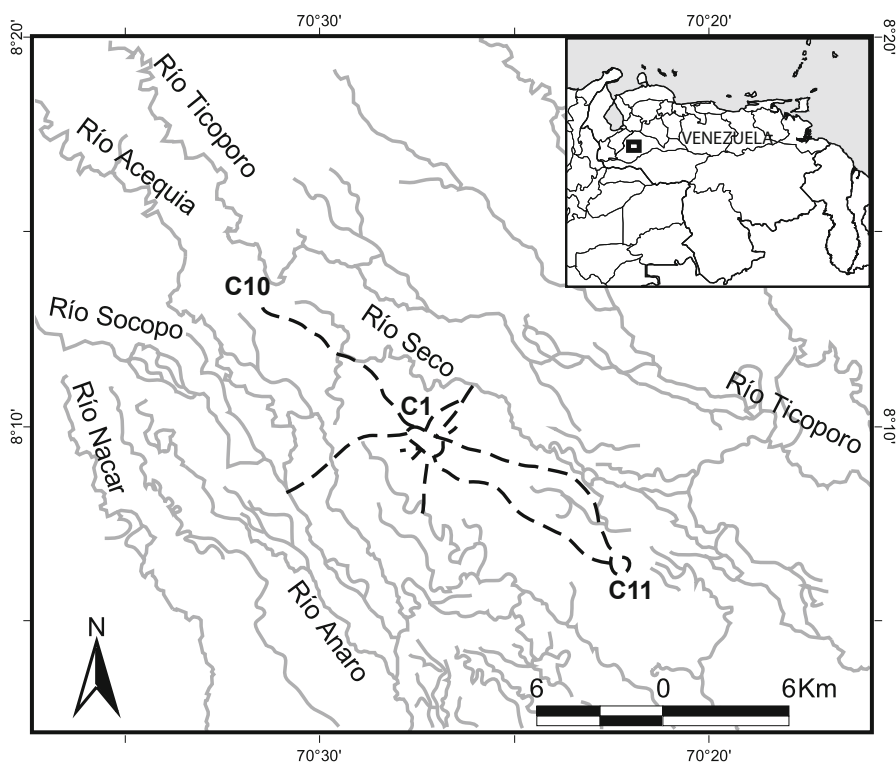 70°30' 70°20'
8°20' 8°20'
Río Ticoporo
Río Acequia
VENEZUELA
C10
Río Socopo
Río Seco
Río Nacar
C1
Río Ticoporo
8°10' 8°10'
C11
Río Anaro
N
6 0 6Km
70°30' 70°20'